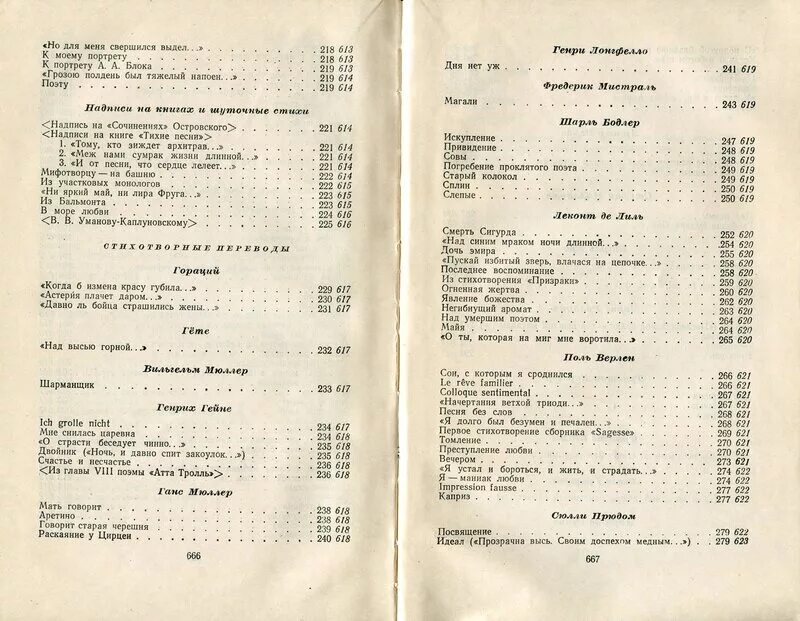 «Но для меня свершился выдел. . .» . . . . . . . . . . . 218 613
К моему портрету . . . . . . . . . . . 218 613
К портрету А. А. Блока . . . . . . . . . . . 219 613
«Грозою полдень был тяжелый напоен. . .» . . . . . . . 219 614
Поэту . . . . . . . . . . . 219 614
Надписи на книгах и шуточные стихи
<Надпись на «Сочинениях» Островского> . . . . . . . 221 614
<Надписи на книге «Тихие песни»>
1. «Тому, кто зиждет архитрав. . .» . . . . . . . 221 614
2. «Меж нами сумрак жизни длинной. . .» . . . . . . . 221 614
3. «И от песни, что сердце лелеет. . .» . . . . . . . 221 614
Мифотворцу — на башню . . . . . . . . . . . 222 614
Из участковых монологов . . . . . . . . . . . 222 615
«Ни яркий май, ни лира Фруга. . .» . . . . . . . 223 615
Из Бальмонта . . . . . . . . . . . 223 615
В море любви . . . . . . . . . . . 224 616
<В. В. Уманову-Каплуновскому> . . . . . . . 225 616
СТИХОТВОРНЫЕ ПЕРЕВОДЫ
Гораций
«Когда б измена красу губила. . .» . . . . . . . 229 617
«Астерия плачет даром. . .» . . . . . . . 230 617
«Давно ль бойца страшились жены. . .» . . . . . . . 231 617
Гёте
«Над высью горной. . .» . . . . . . . 232 617
Вильгельм Мюллер
Шарманщик . . . . . . . . . . . 233 617
Генрих Гейне
Ich grolle nicht . . . . . . . . . . . 234 617
Мне снилась царевна . . . . . . . . . . . 234 618
«О страсти беседует чинно. . .» . . . . . . . 235 618
Двойник («Ночь, и давно спит закоулок. . .») . . . . . . . 235 618
Счастье и несчастье . . . . . . . . . . . 236 618
<Из главы VIII поэмы «Атта Тролль»> . . . . . . . 236 618
Ганс Мюллер
Мать говорит . . . . . . . . . . . 238 618
Аретино . . . . . . . . . . . 238 618
Говорит старая черешня . . . . . . . . . . . 239 618
Раскаяние у Цирцеи . . . . . . . . . . . 240 618
666
Генри Лонгфелло
Дня нет уж . . . . . . . . . . . 241 619
Фредерик Мистраль
Магали . . . . . . . . . . . 243 619
Шарль Бодлер
Искупление . . . . . . . . . . . 247 619
Привидение . . . . . . . . . . . 248 619
Совы . . . . . . . . . . . 248 619
Погребение проклятого поэта . . . . . . . . . . . 249 619
Старый колокол . . . . . . . . . . . 249 619
Сплин . . . . . . . . . . . 250 619
Слепые . . . . . . . . . . . 250 619
Леконт де Лиль
Смерть Сигурда . . . . . . . . . . . 252 620
«Над синим мраком ночи длинной. . .» . . . . . . . 254 620
Дочь эмира . . . . . . . . . . . 255 620
«Пускай избитый зверь, влачася на цепочке. . .» . . . . . 258 620
Последнее воспоминание . . . . . . . . . . . 258 620
Из стихотворения «Призраки» . . . . . . . . . . . 259 620
Огненная жертва . . . . . . . . . . . 260 620
Явление божества . . . . . . . . . . . 262 620
Негибнущий аромат . . . . . . . . . . . 263 620
Над умершим поэтом . . . . . . . . . . . 264 620
Майя . . . . . . . . . . . 264 620
«О ты, которая на миг мне воротила. . .» . . . . . . . 265 620
Поль Верлен
Сон, с которым я сроднился . . . . . . . . . . . 266 621
Le rêve familier . . . . . . . . . . . 266 621
Colloque sentimental . . . . . . . . . . . 267 621
«Начертания ветхой триоди. . .» . . . . . . . 267 621
Песня без слов . . . . . . . . . . . 268 621
«Я долго был безумен и печален. . .» . . . . . . . 268 621
Первое стихотворение сборника «Sagesse» . . . . . . . 269 621
Томление . . . . . . . . . . . 270 621
Преступление любви . . . . . . . . . . . 270 621
Вечером . . . . . . . . . . . 273 621
«Я устал и бороться, и жить, и страдать. . .» . . . . . . . 274 622
Я — маниак любви . . . . . . . . . . . 274 622
Impression fausse . . . . . . . . . . . 277 622
Каприз . . . . . . . . . . . 277 622
Сюлли Прюдом
Посвящение . . . . . . . . . . . 279 622
Идеал («Прозрачна высь. Своим доспехом медным. . .») . . 279 623
667